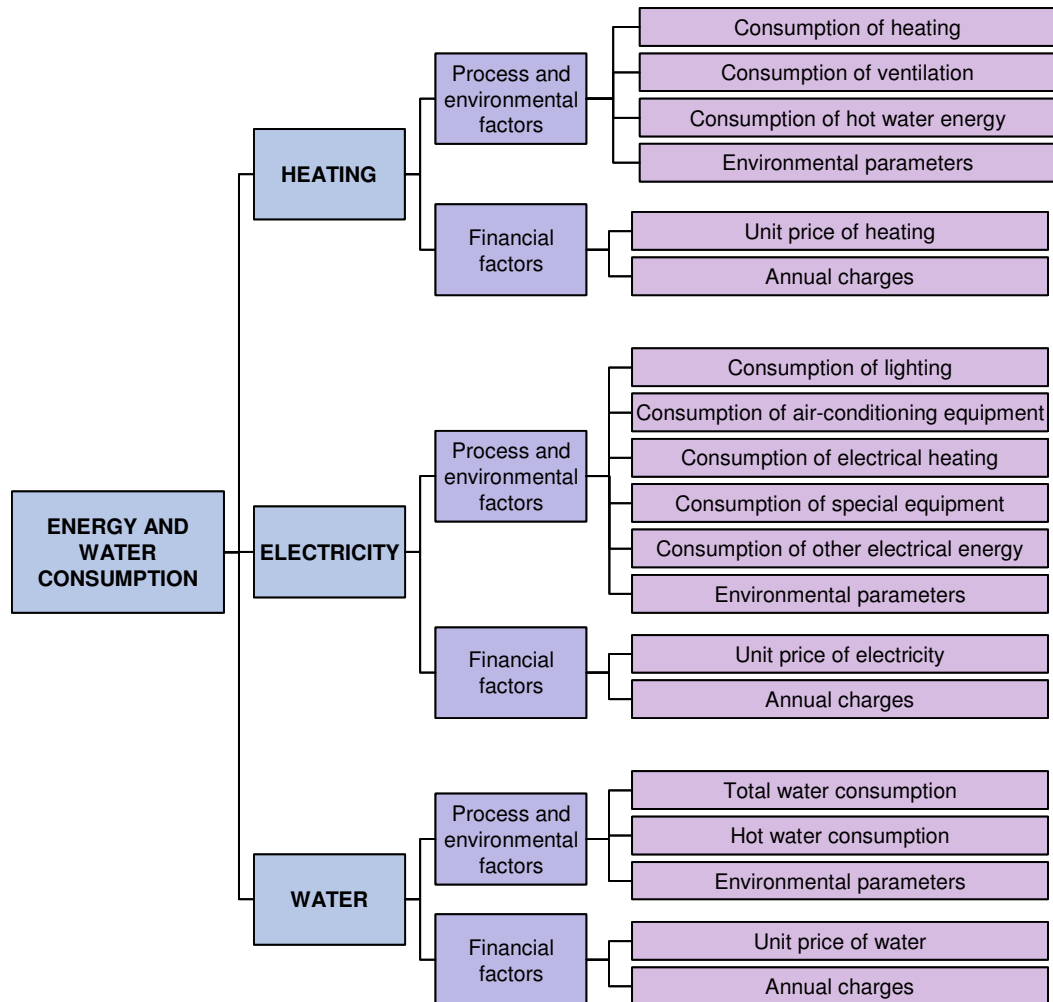 ENERGY AND
WATER
CONSUMPTION
HEATING
Process and
environmental
factors
Consumption of heating
Consumption of ventilation
Consumption of hot water energy
Environmental parameters
Financial
factors
Unit price of heating
Annual charges
ELECTRICITY
Process and
environmental
factors
Consumption of lighting
Consumption of air-conditioning equipment
Consumption of electrical heating
Consumption of special equipment
Consumption of other electrical energy
Environmental parameters
Financial
factors
Unit price of electricity
Annual charges
WATER
Process and
environmental
factors
Total water consumption
Hot water consumption
Environmental parameters
Financial
factors
Unit price of water
Annual charges